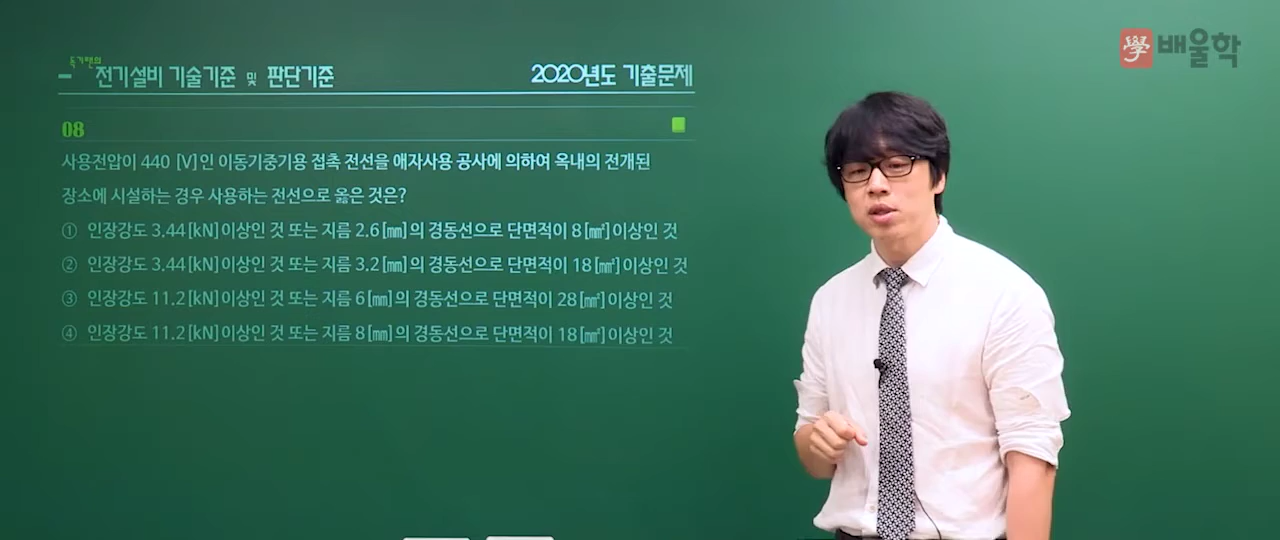 學 배울학
독기랩의
전기설비 기술기준 및 판단기준
2020년도 기출문제
08
사용전압이 440 [V]인 이동기중기용 접촉 전선을 애자사용 공사에 의하여 옥내의 전개된
장소에 시설하는 경우 사용하는 전선으로 옳은 것은?
① 인장강도 3.44[kN]이상인 것 또는 지름 2.6[㎜]의 경동선으로 단면적이 8[㎟]이상인 것
② 인장강도 3.44[kN]이상인 것 또는 지름 3.2[㎜]의 경동선으로 단면적이 18[㎟]이상인 것
③ 인장강도 11.2[kN]이상인 것 또는 지름 6[㎜]의 경동선으로 단면적이 28[㎟]이상인 것
④ 인장강도 11.2[kN]이상인 것 또는 지름 8[㎜]의 경동선으로 단면적이 18[㎟]이상인 것